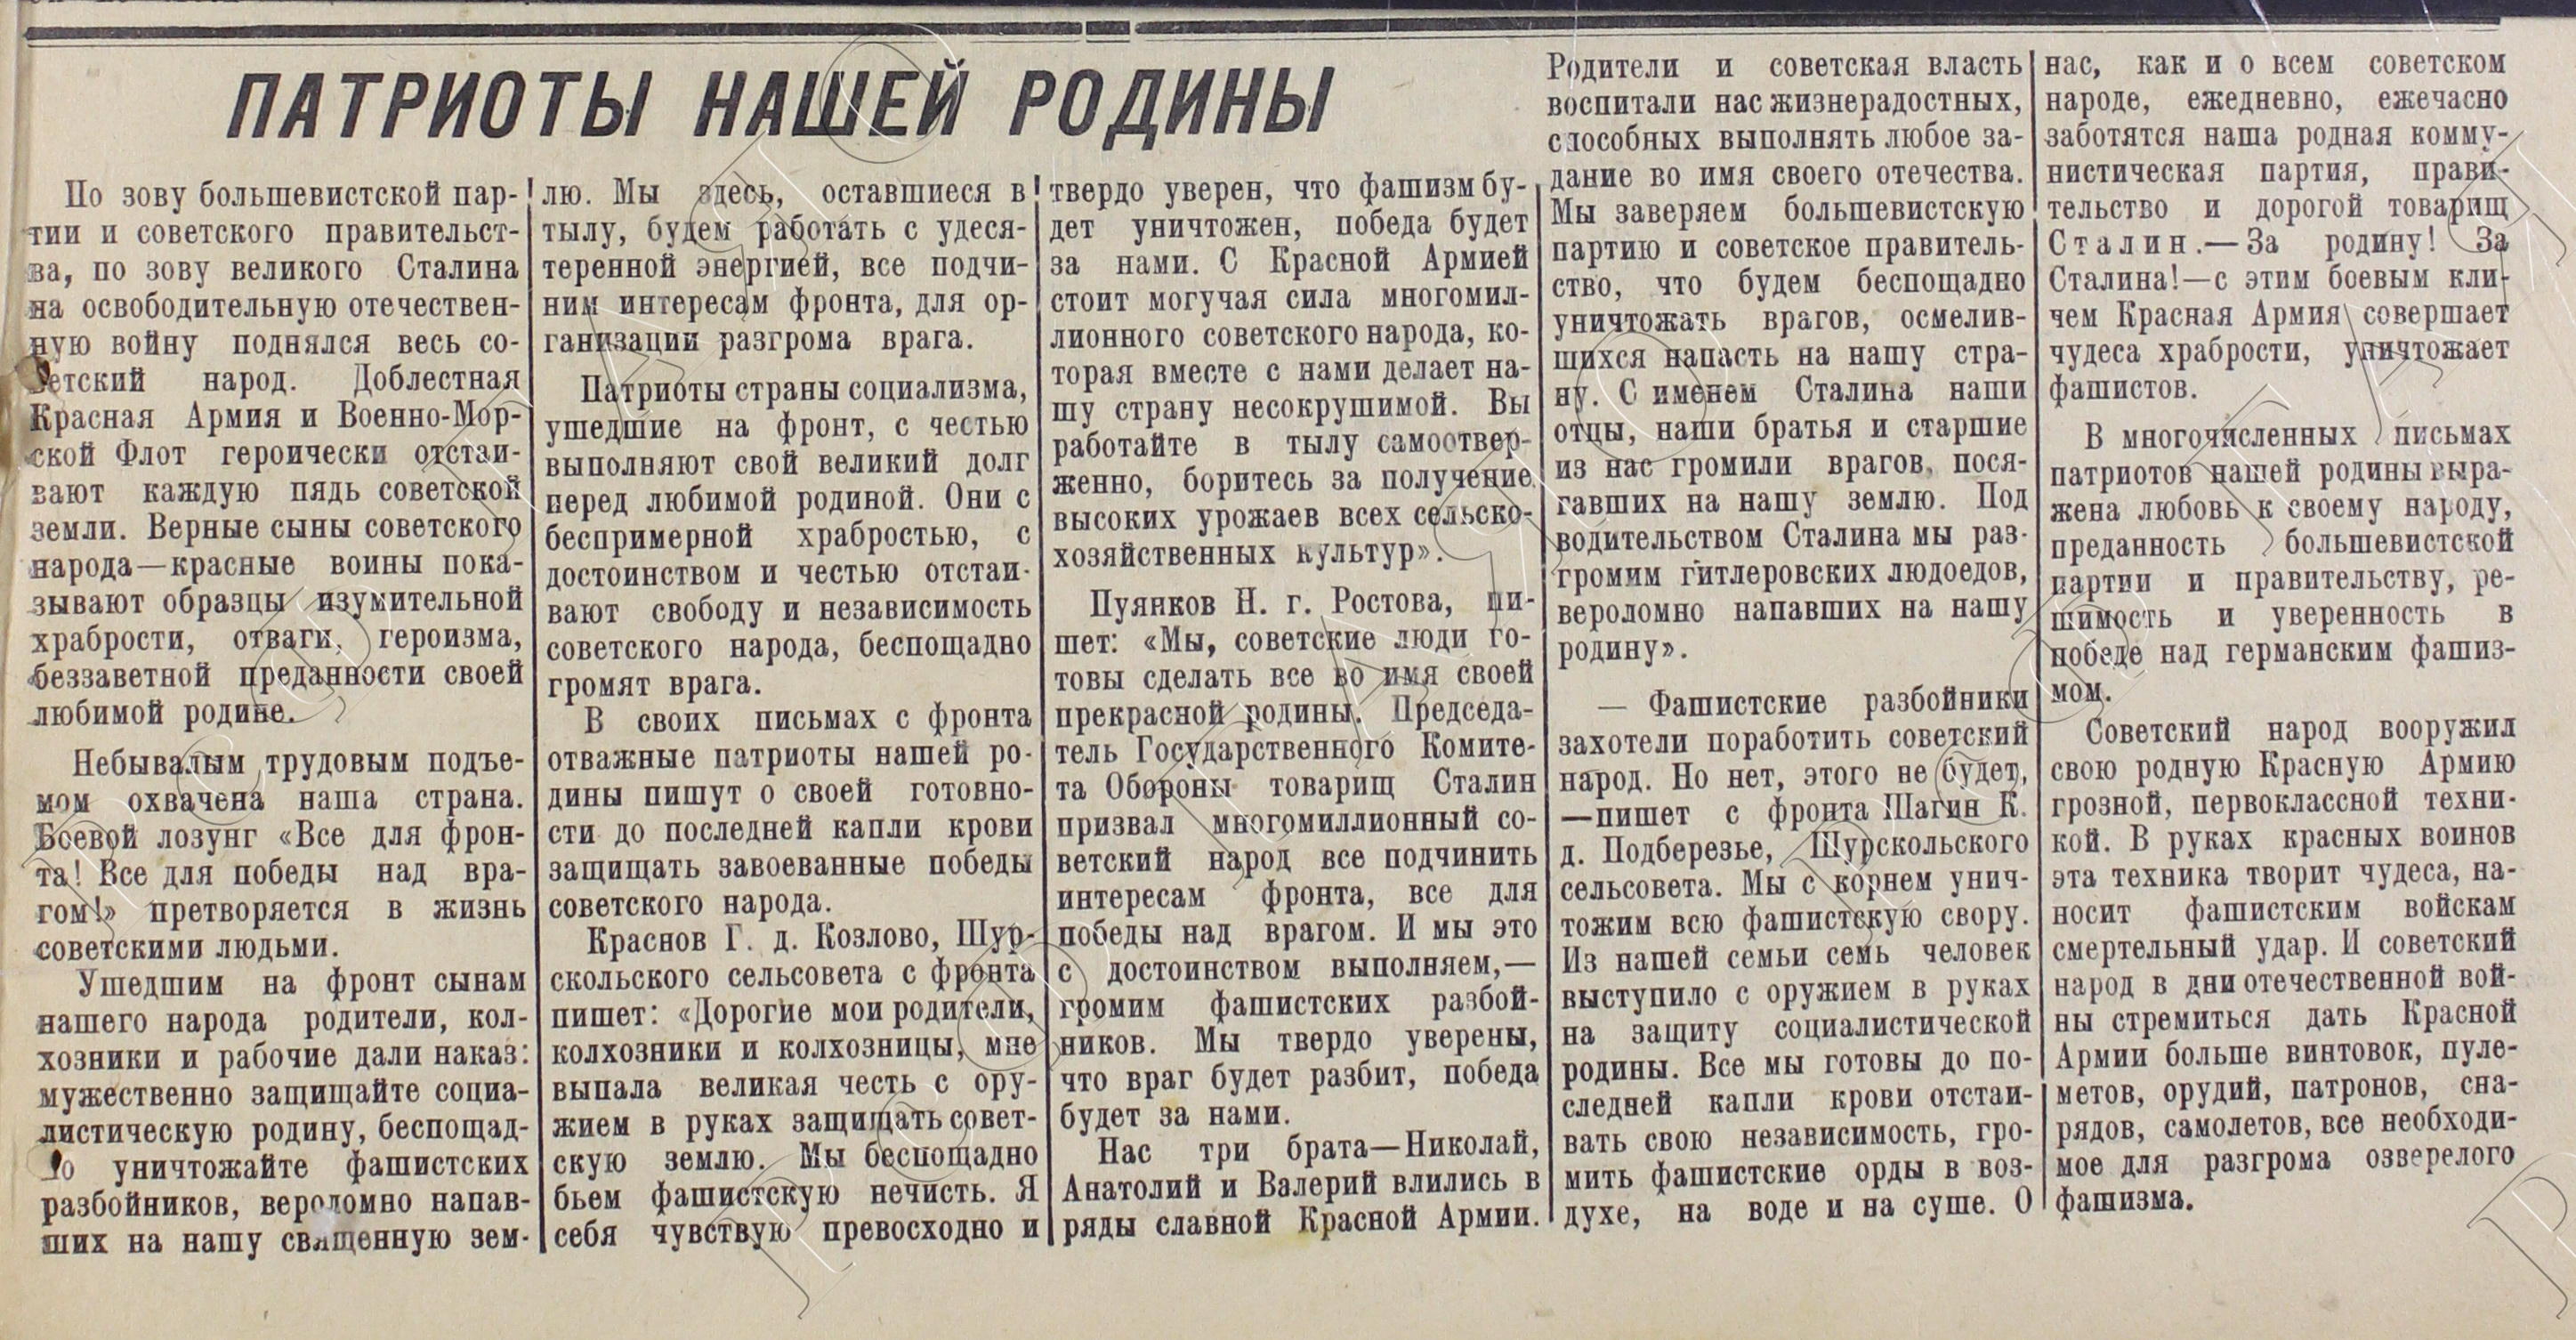 ПАТРИОТЫ НАШЕЙ РОДИНЫ
По зову большевистской пар-
тии и советского правительст-
ва, по зову великого Сталина
на освободительную отечествен-
ную войну поднялся весь со-
ветский народ. Доблестная
Красная Армия и Военно-Мор-
ской Флот героически отстаи-
вают каждую пядь советской
земли. Верные сыны советского
народа—красные воины пока-
зывают образцы изумительной
храбрости, отваги, героизма,
беззаветной преданности своей
любимой родине.
Небывалым трудовым подъе-
мом охвачена наша страна.
Боевой лозунг «Все для фрон-
та! Все для победы над вра-
гом!» претворяется в жизнь
советскими людьми.
Ушедшим на фронт сынам
нашего народа родители, кол-
хозники и рабочие дали наказ:
мужественно защищайте социа-
листическую родину, беспощад-
но уничтожайте фашистских
разбойников, вероломно напав-
ших на нашу священную зем-
лю. Мы здесь, оставшиеся в
тылу, будем работать с удеся-
теренной энергией, все подчи-
ним интересам фронта, для ор-
ганизации разгрома врага.
Патриоты страны социализма,
ушедшие на фронт, с честью
выполняют свой великий долг
перед любимой родиной. Они с
беспримерной храбростью, с
достоинством и честью отстаи-
вают свободу и независимость
советского народа, беспощадно
громят врага.
В своих письмах с фронта
отважные патриоты нашей ро-
дины пишут о своей готовно-
сти до последней капли крови
защищать завоеванные победы
советского народа.
Краснов Г. д. Козлово, Шур-
скольского сельсовета с фронта
пишет: «Дорогие мои родители,
колхозники и колхозницы, мне
выпала великая честь с ору-
жием в руках защищать совет-
скую землю. Мы беспощадно
бьем фашистскую нечисть. Я
себя чувствую превосходно и
твердо уверен, что фашизм бу-
дет уничтожен, победа будет
за нами. С Красной Армией
стоит могучая сила многомил-
лионного советского народа, ко-
торая вместе с нами делает на-
шу страну несокрушимой. Вы
работайте в тылу самоотвер-
женно, боритесь за получение
высоких урожаев всех сельско-
хозяйственных культур».
Пуянков Н. г. Ростова, пи-
шет: «Мы, советские люди го-
товы сделать все во имя своей
прекрасной родины. Председа-
тель Государственного Комите-
та Обороны товарищ Сталин
призвал многомиллионный со-
ветский народ все подчинить
интересам фронта, все для
победы над врагом. И мы это
с достоинством выполняем,—
громим фашистских разбой-
ников. Мы твердо уверены,
что враг будет разбит, победа
будет за нами.
Нас три брата—Николай,
Анатолий и Валерий влились в
ряды славной Красной Армии.
Родители и советская власть
воспитали нас жизнерадостных,
способных выполнять любое за-
дание во имя своего отечества.
Мы заверяем большевистскую
партию и советское правитель-
ство, что будем беспощадно
уничтожать врагов, осмелив-
шихся напасть на нашу стра-
ну. С именем Сталина наши
отцы, наши братья и старшие
из нас громили врагов, пося-
гавших на нашу землю. Под
водительством Сталина мы раз-
громим гитлеровских людоедов,
вероломно напавших на нашу
родину».
— Фашистские разбойники
захотели поработить советский
народ. Но нет, этого не будет,
—пишет с фронта Шагин К.
д. Подберезье, Шурскольского
сельсовета. Мы с корнем унич-
тожим всю фашистскую свору.
Из нашей семьи семь человек
выступило с оружием в руках
на защиту социалистической
родины. Все мы готовы до по-
следней капли крови отстаи-
вать свою независимость, гро-
мить фашистские орды в воз-
духе, на воде и на суше. О
нас, как и о всем советском
народе, ежедневно, ежечасно
заботятся наша родная комму-
нистическая партия, прави-
тельство и дорогой товарищ
Сталин.—За родину! За
Сталина!—с этим боевым кли-
чем Красная Армия совершает
чудеса храбрости, уничтожает
фашистов.
В многочисленных письмах
патриотов нашей родины выра-
жена любовь к своему народу,
преданность большевистской
партии и правительству, ре-
шимость и уверенность в
победе над германским фашиз-
мом.
Советский народ вооружил
свою родную Красную Армию
грозной, первоклассной техни-
кой. В руках красных воинов
эта техника творит чудеса, на-
носит фашистским войскам
смертельный удар. И советский
народ в дни отечественной вой-
ны стремиться дать Красной
Армии больше винтовок, пуле-
метов, орудий, патронов, сна-
рядов, самолетов, все необходи-
мое для разгрома озверелого
фашизма.